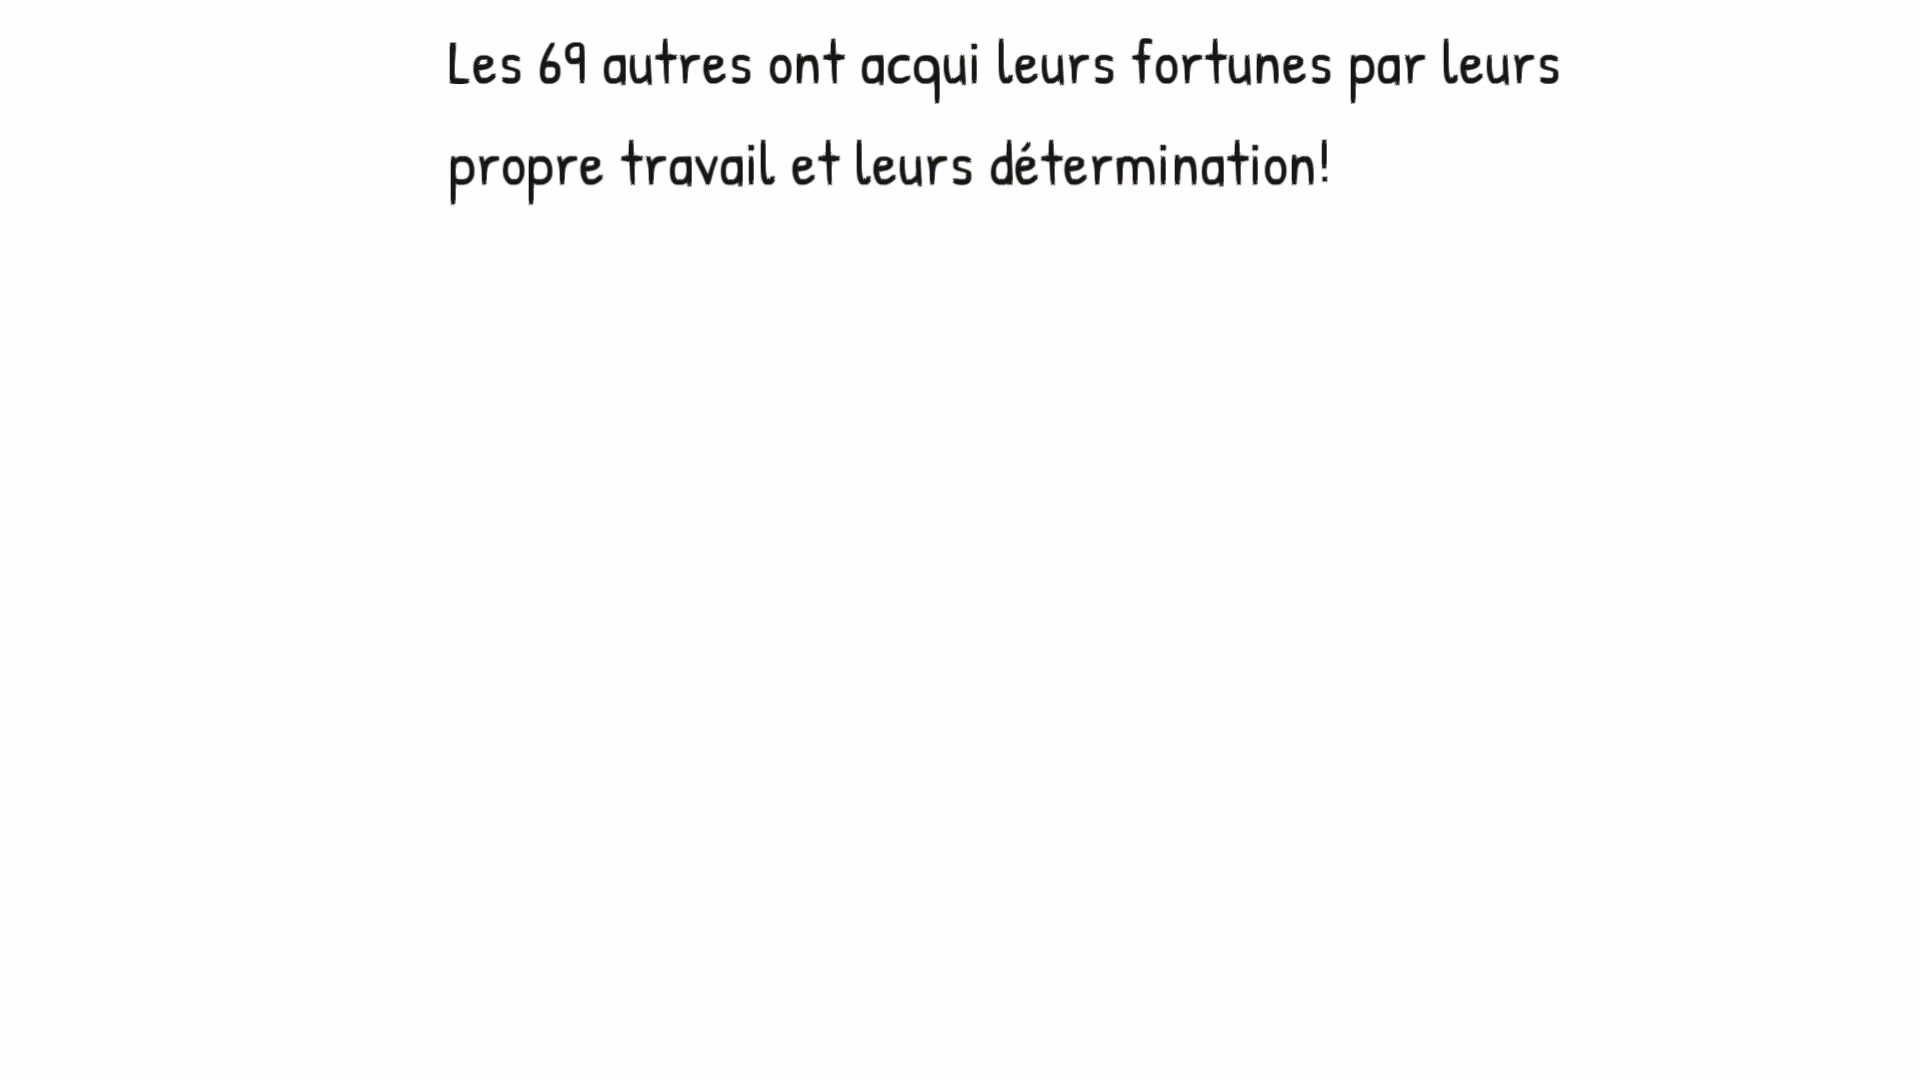 Les 69 autres ont acqui leurs fortunes par leurs
propre travail et leurs détermination!